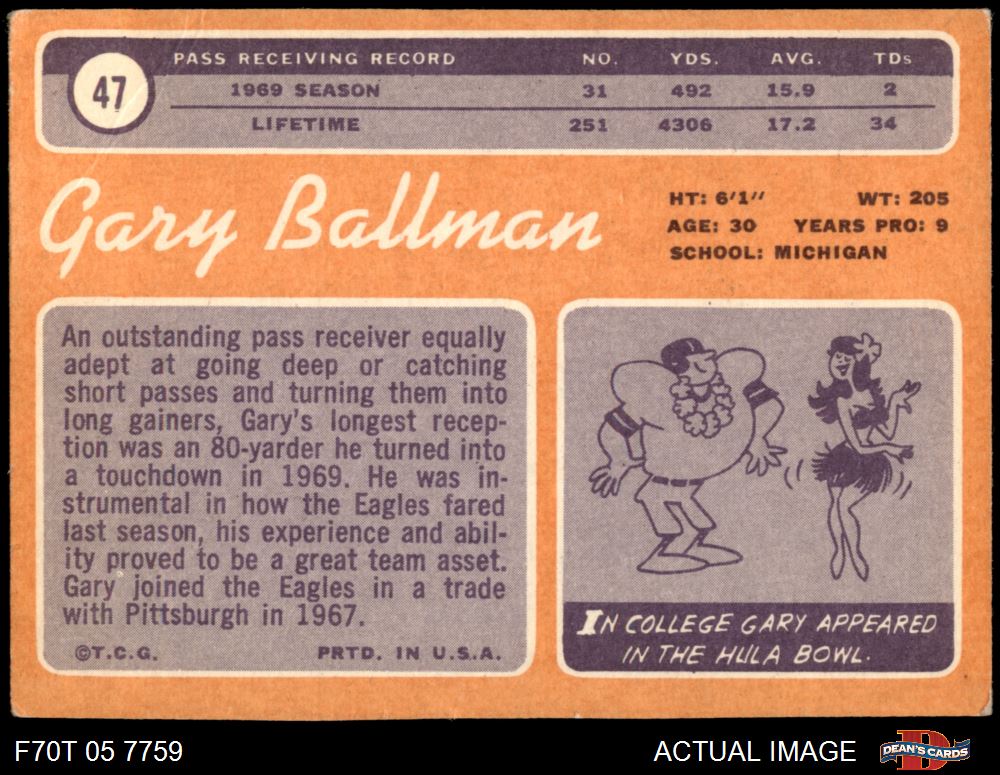 47
PASS RECEIVING RECORD NO. YDS. AVG. TDs
1969 SEASON 31 492 15.9 2
LIFETIME 251 4306 17.2 34
Gary Ballman
HT: 6'1" WT: 205
AGE: 30 YEARS PRO: 9
SCHOOL: MICHIGAN
An outstanding pass receiver equally
adept at going deep or catching
short passes and turning them into
long gainers, Gary's longest recep-
tion was an 80-yarder he turned into
a touchdown in 1969. He was in-
strumental in how the Eagles fared
last season, his experience and abil-
ity proved to be a great team asset.
Gary joined the Eagles in a trade
with Pittsburgh in 1967.
©T.C.G. PRTD. IN U.S.A.
IN COLLEGE GARY APPEARED
IN THE HULA BOWL.
F70T 05 7759 ACTUAL IMAGE D DEAN'S CARDS